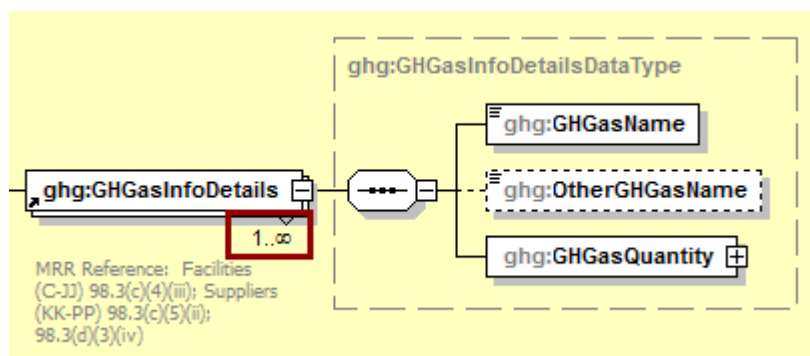 ghg:GHGasInfoDetailsDataType
ghg:GHGasName
ghg:GHGasInfoDetails
ghg:OtherGHGasName
1..∞
ghg:GHGasQuantity
MRR Reference: Facilities
(C-JJ) 98.3(c)(4)(iii); Suppliers
(KK-PP) 98.3(c)(5)(ii);
98.3(d)(3)(iv)